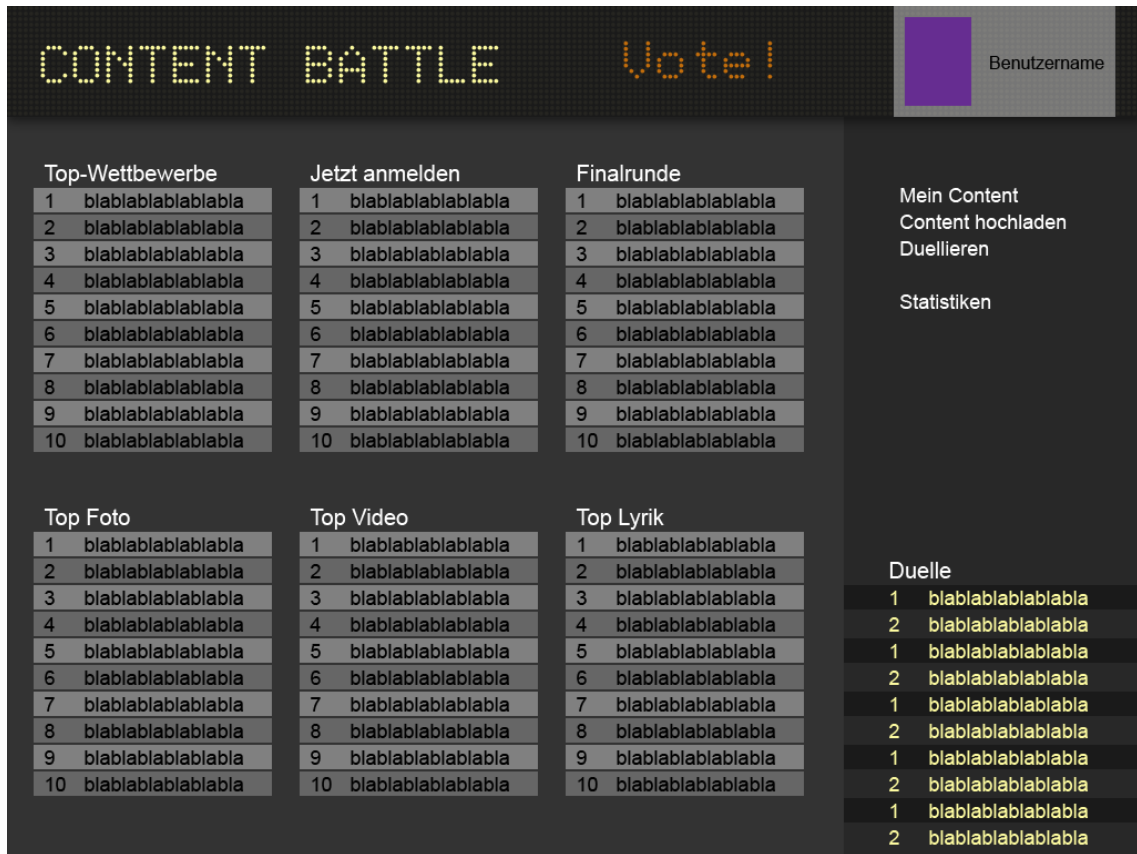 CONTENT BATTLE
Vote!
Benutzername
Top-Wettbewerbe
1 blablablablablabla
2 blablablablablabla
3 blablablablablabla
4 blablablablablabla
5 blablablablablabla
6 blablablablablabla
7 blablablablablabla
8 blablablablablabla
9 blablablablablabla
10 blablablablablabla
Jetzt anmelden
1 blablablablablabla
2 blablablablablabla
3 blablablablablabla
4 blablablablablabla
5 blablablablablabla
6 blablablablablabla
7 blablablablablabla
8 blablablablablabla
9 blablablablablabla
10 blablablablablabla
Finalrunde
1 blablablablablabla
2 blablablablablabla
3 blablablablablabla
4 blablablablablabla
5 blablablablablabla
6 blablablablablabla
7 blablablablablabla
8 blablablablablabla
9 blablablablablabla
10 blablablablablabla
Top Foto
1 blablablablablabla
2 blablablablablabla
3 blablablablablabla
4 blablablablablabla
5 blablablablablabla
6 blablablablablabla
7 blablablablablabla
8 blablablablablabla
9 blablablablablabla
10 blablablablablabla
Top Video
1 blablablablablabla
2 blablablablablabla
3 blablablablablabla
4 blablablablablabla
5 blablablablablabla
6 blablablablablabla
7 blablablablablabla
8 blablablablablabla
9 blablablablablabla
10 blablablablablabla
Top Lyrik
1 blablablablablabla
2 blablablablablabla
3 blablablablablabla
4 blablablablablabla
5 blablablablablabla
6 blablablablablabla
7 blablablablablabla
8 blablablablablabla
9 blablablablablabla
10 blablablablablabla
Mein Content
Content hochladen
Duellieren
Statistiken
Duelle
1 blablablablablabla
2 blablablablablabla
1 blablablablablabla
2 blablablablablabla
1 blablablablablabla
2 blablablablablabla
1 blablablablablabla
2 blablablablablabla
1 blablablablablabla
2 blablablablablabla